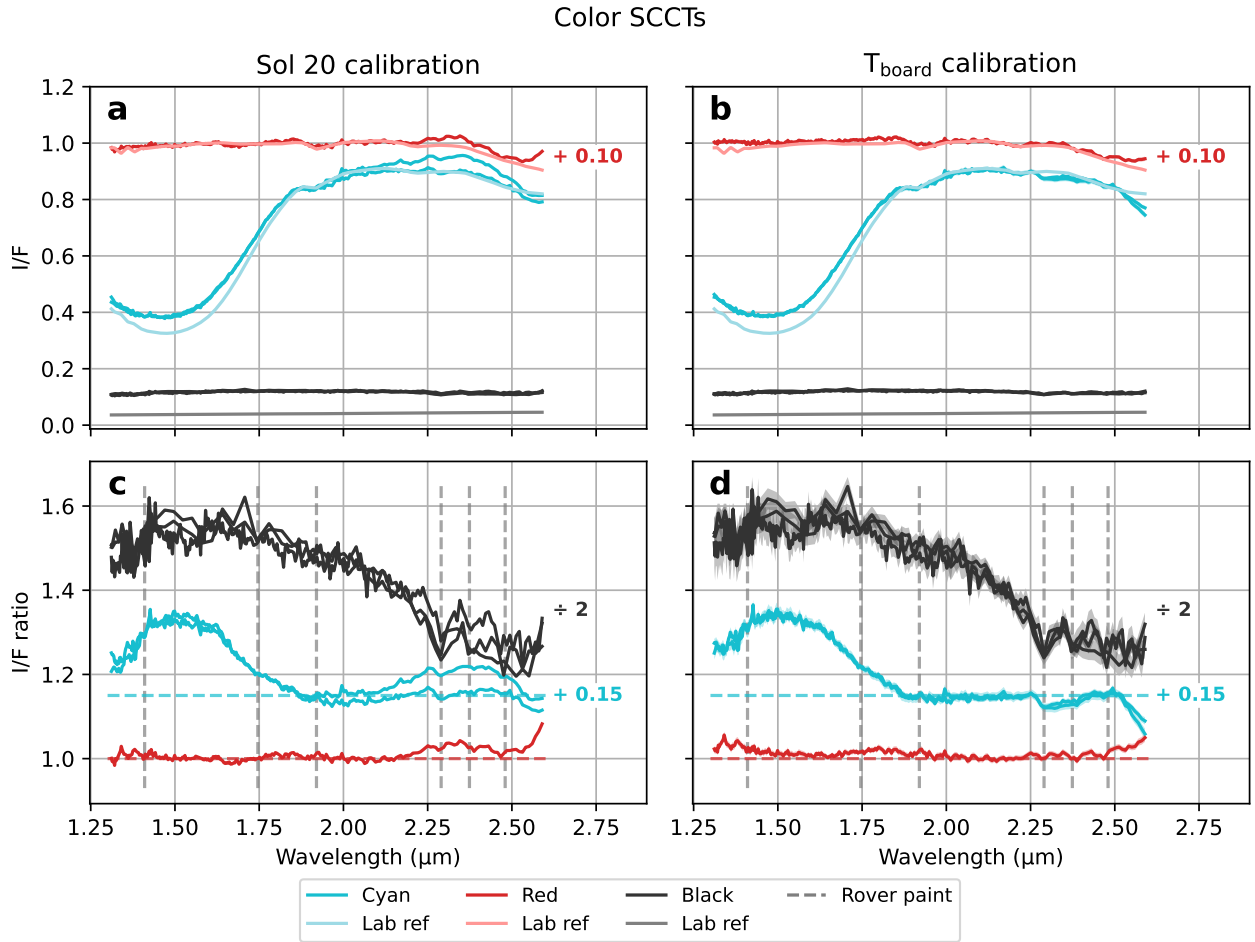 Color SCCTs
Sol 20 calibration
T_board calibration
1.2
1.0
0.8
0.6
0.4
0.2
0.0
I/F
a
+ 0.10
b
+ 0.10
1.6
1.4
1.2
1.0
I/F ratio
c
÷ 2
+ 0.15
d
÷ 2
+ 0.15
1.25 1.50 1.75 2.00 2.25 2.50 2.75
1.25 1.50 1.75 2.00 2.25 2.50 2.75
Wavelength (μm)
Wavelength (μm)
Cyan Red Black Rover paint
Lab ref Lab ref Lab ref